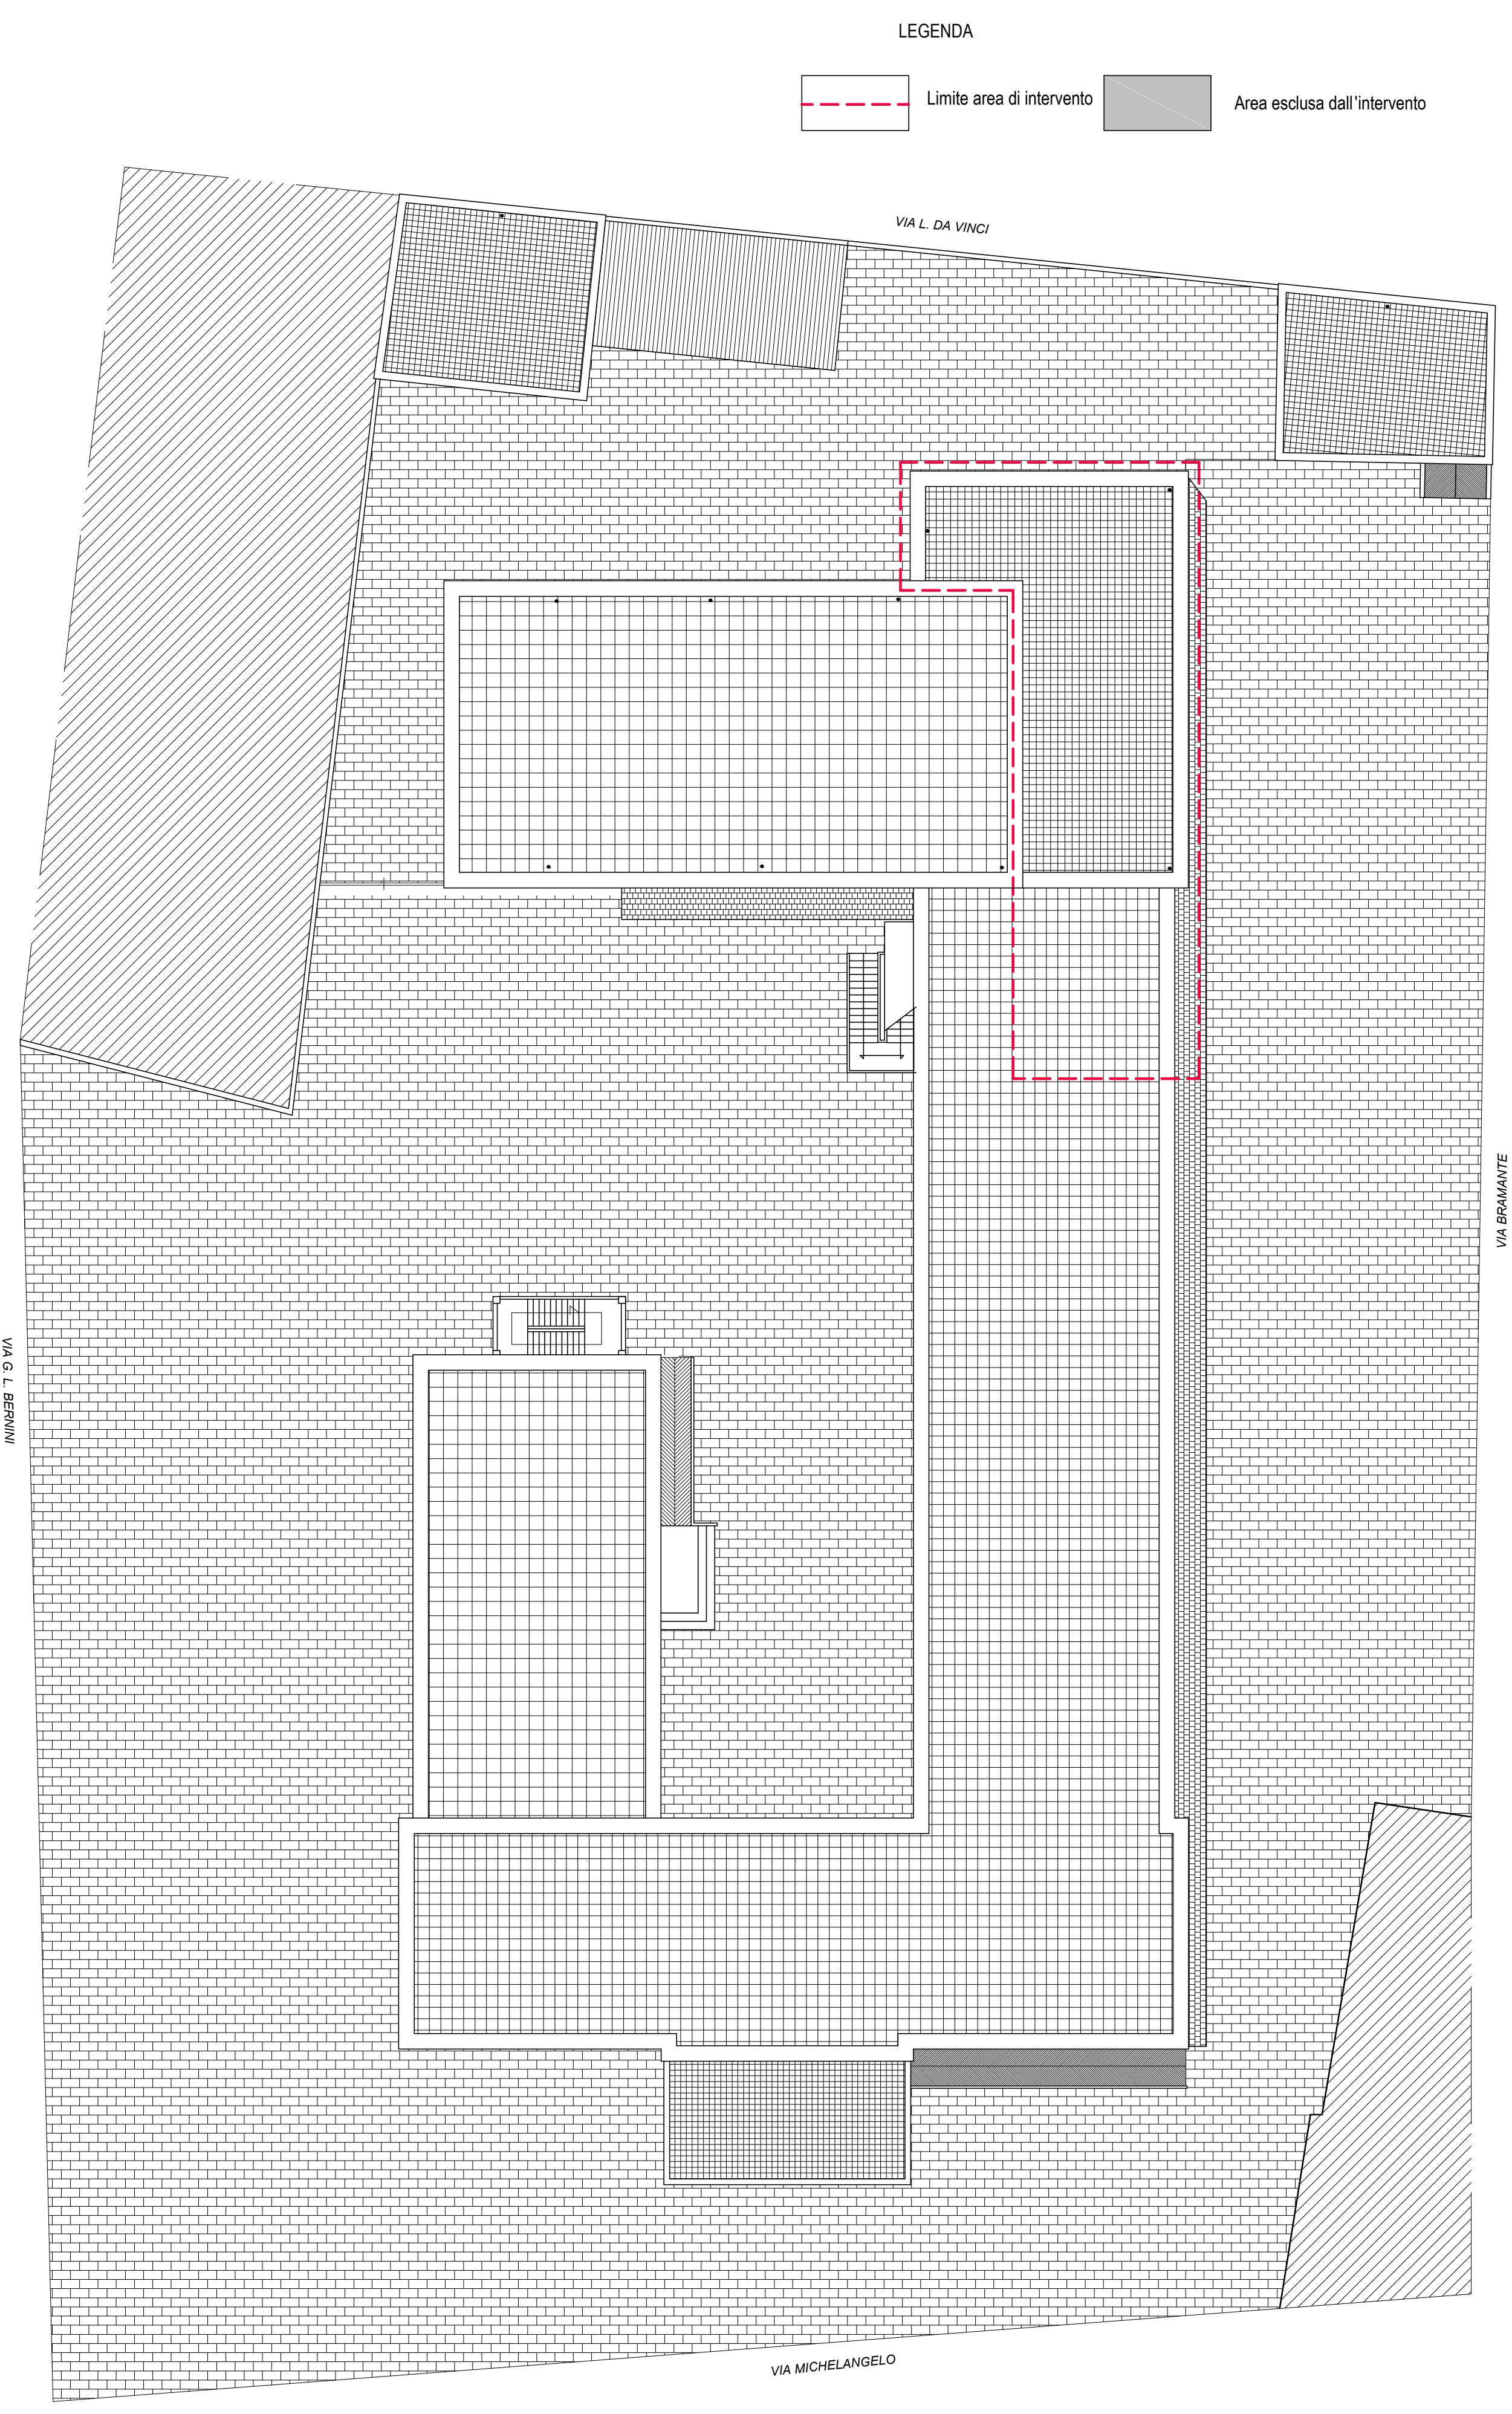 LEGENDA
Limite area di intervento
Area esclusa dall'intervento
VIA L. DA VINCI
VIA BRAMANTE
VIA G. L. BERNINI
VIA MICHELANGELO